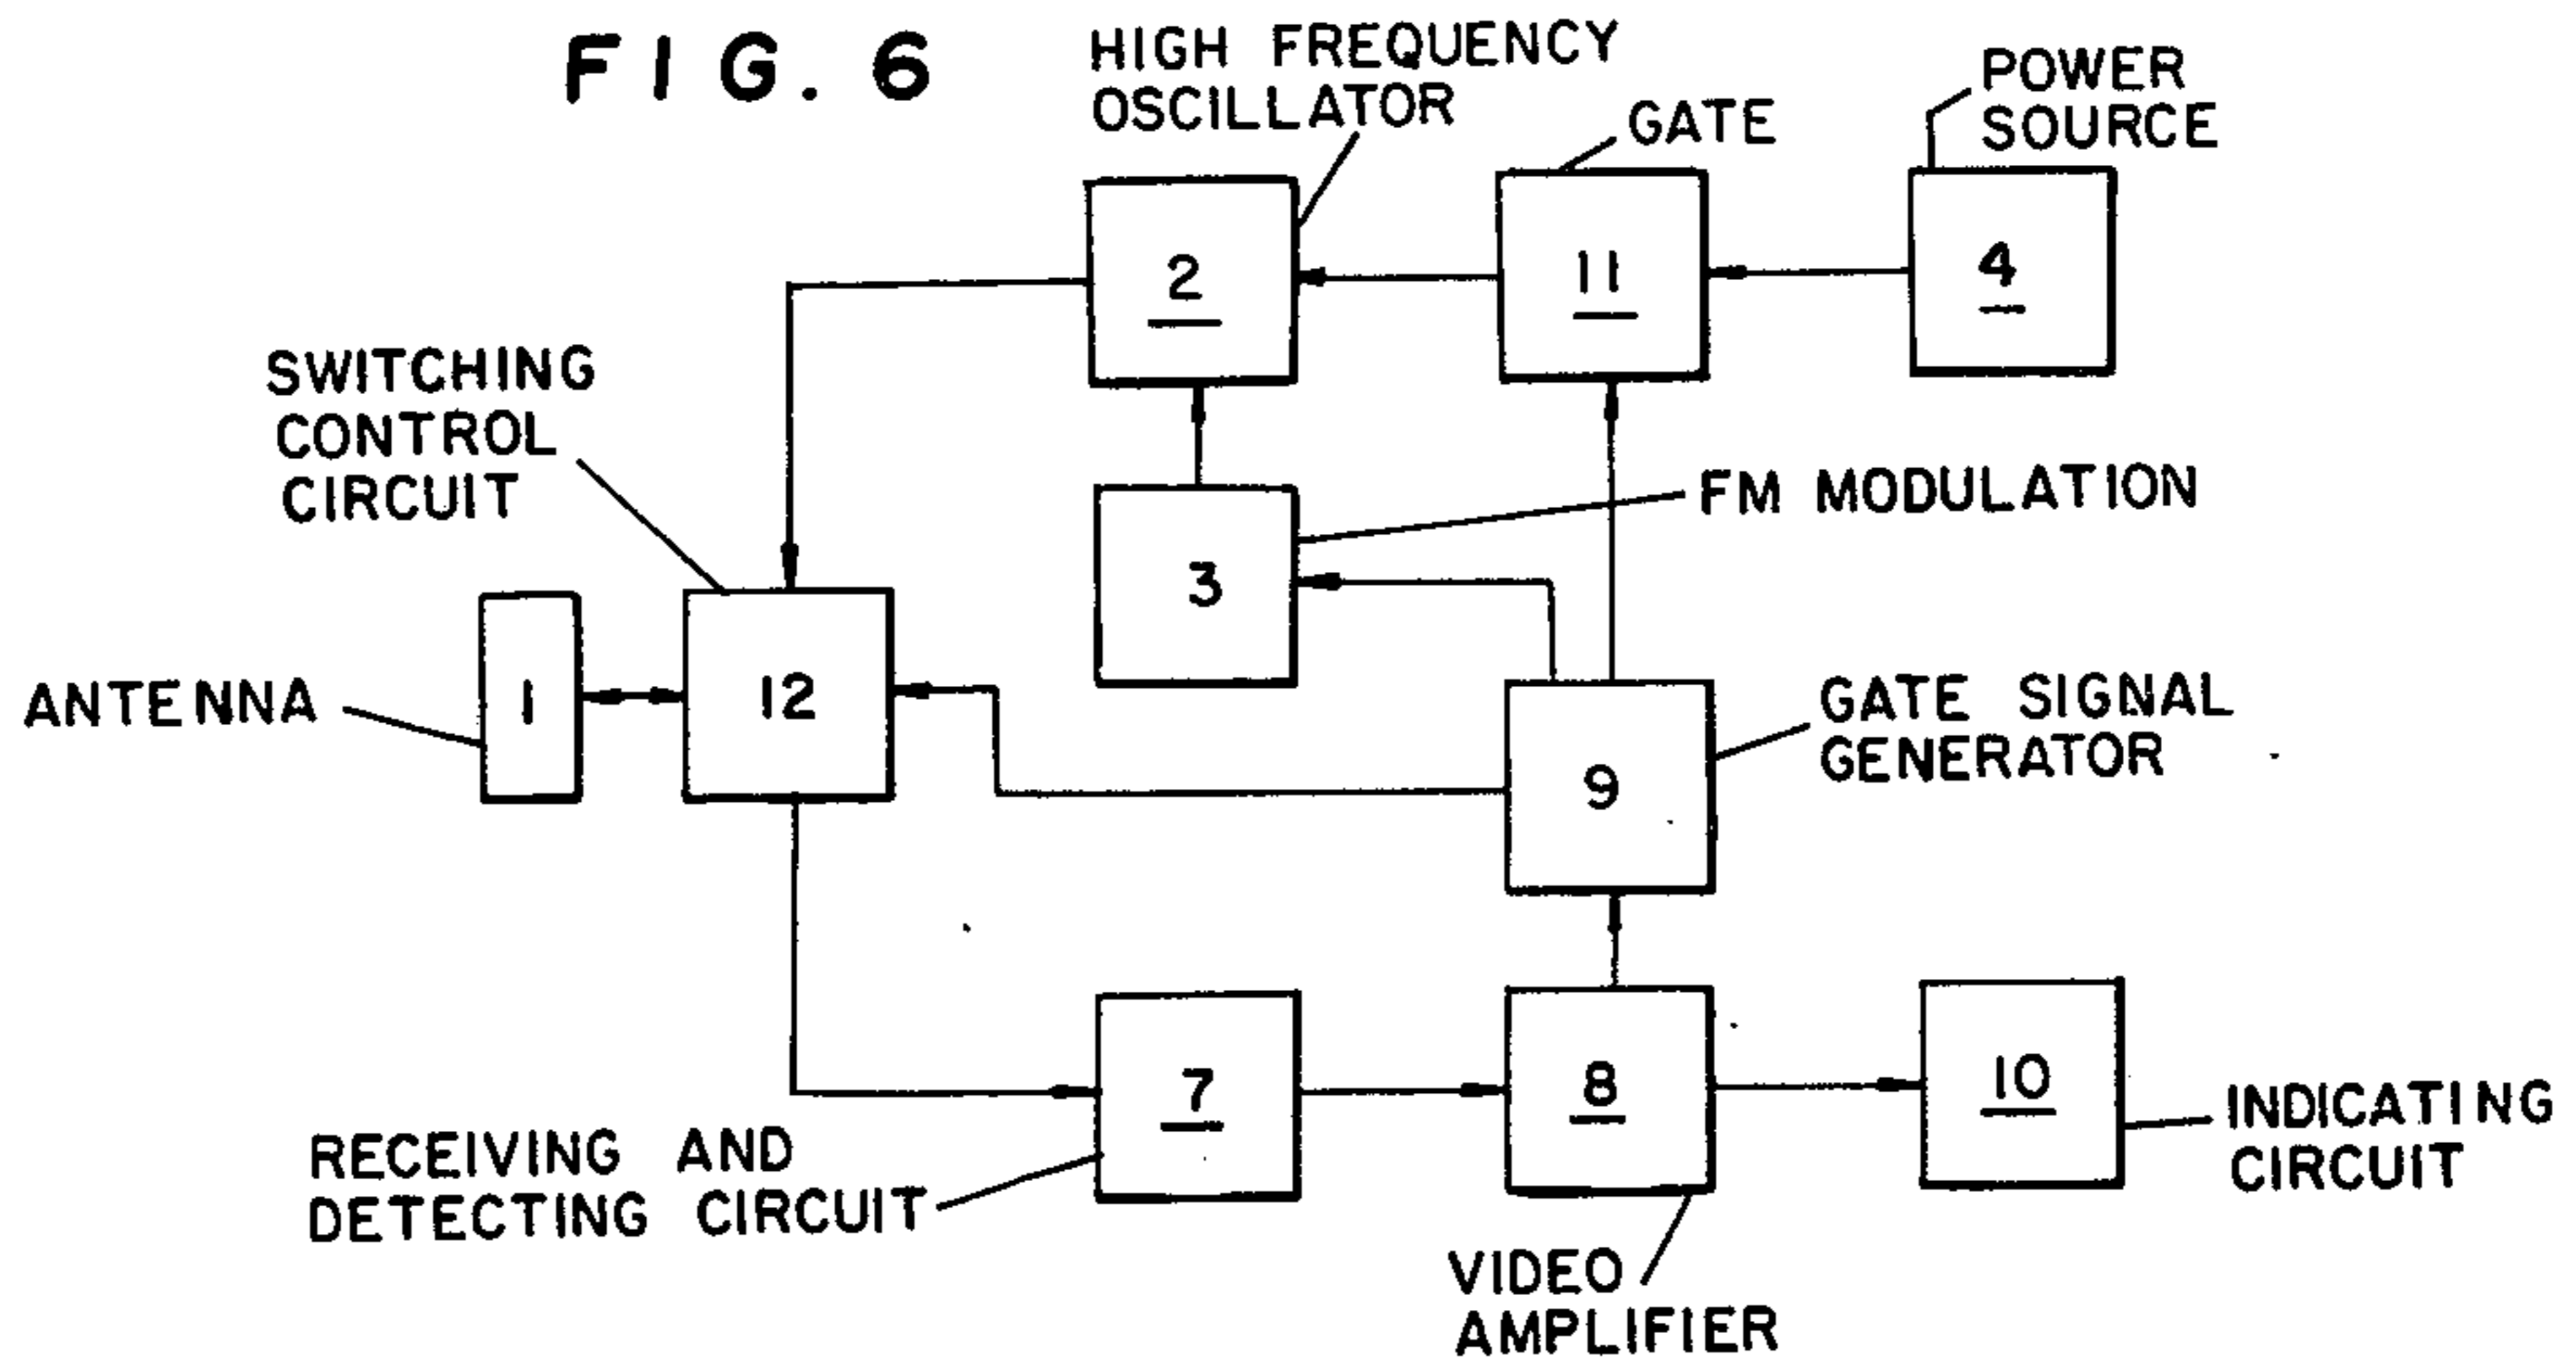 FIG. 6
HIGH FREQUENCY
OSCILLATOR
GATE
POWER
SOURCE
2
11
4
SWITCHING
CONTROL
CIRCUIT
FM MODULATION
3
ANTENNA
1
12
GATE SIGNAL
GENERATOR
9
RECEIVING AND
DETECTING CIRCUIT
7
8
10
INDICATING
CIRCUIT
VIDEO
AMPLIFIER